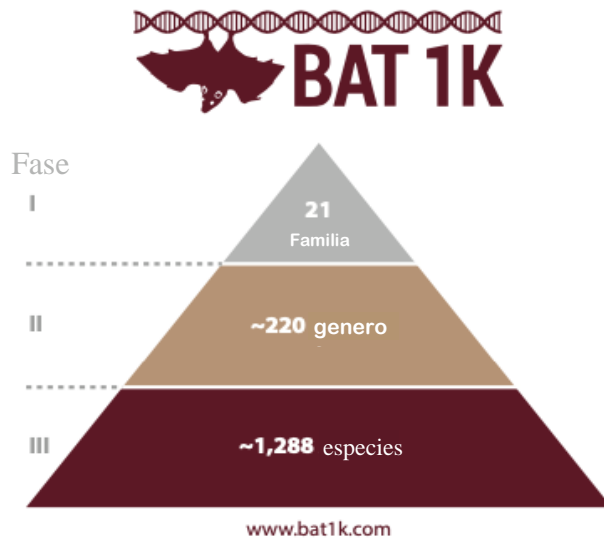 BAT 1K
Fase
I
21
Familia
II
~220 genero
III
~1,288 especies
www.bat1k.com